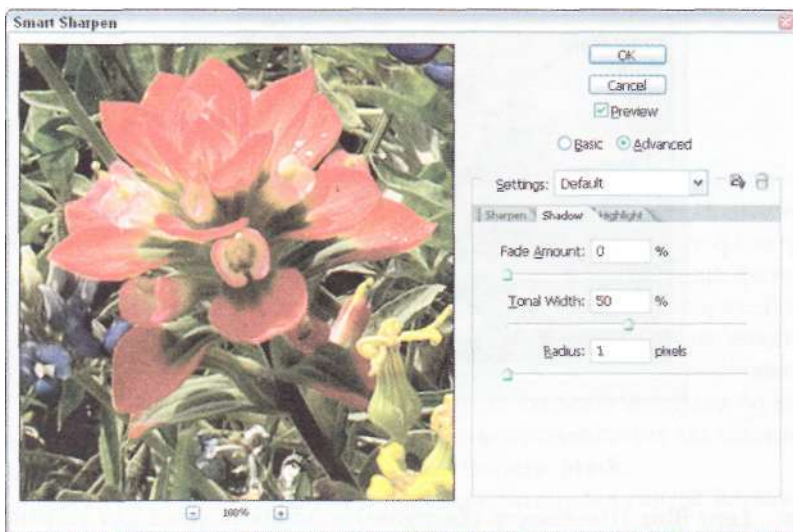 Smart Sharpen
OK
Cancel
Preview
Basic Advanced
Settings: Default
Sharpen Shadow Highlight
Fade Amount: 0 %
Tonal Width: 50 %
Radius: 1 pixels
100%